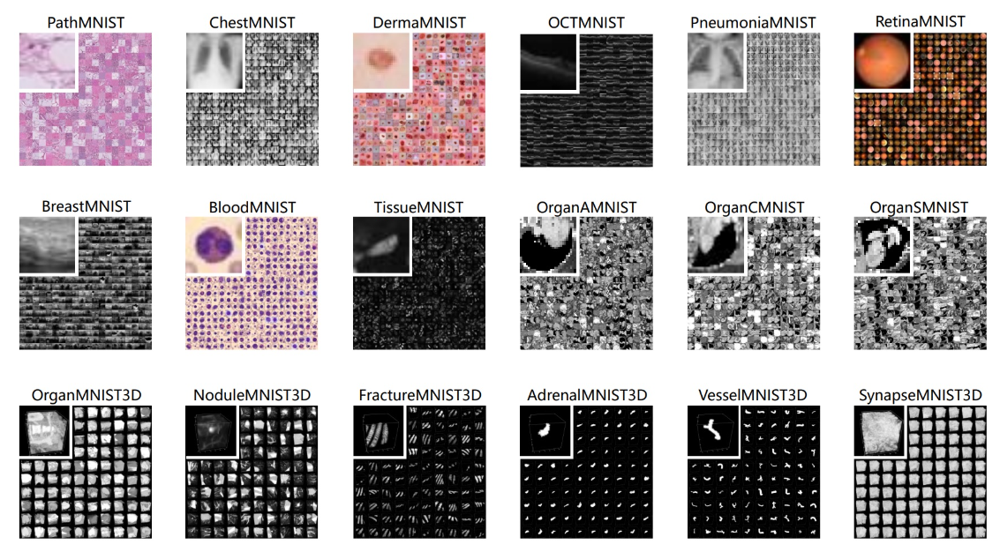 PathMNIST
ChestMNIST
DermaMNIST
OCTMNIST
PneumoniaMNIST
RetinaMNIST
BreastMNIST
BloodMNIST
TissueMNIST
OrganAMNIST
OrganCMNIST
OrganSMNIST
OrganMNIST3D
NoduleMNIST3D
FractureMNIST3D
AdrenalMNIST3D
VesselMNIST3D
SynapseMNIST3D